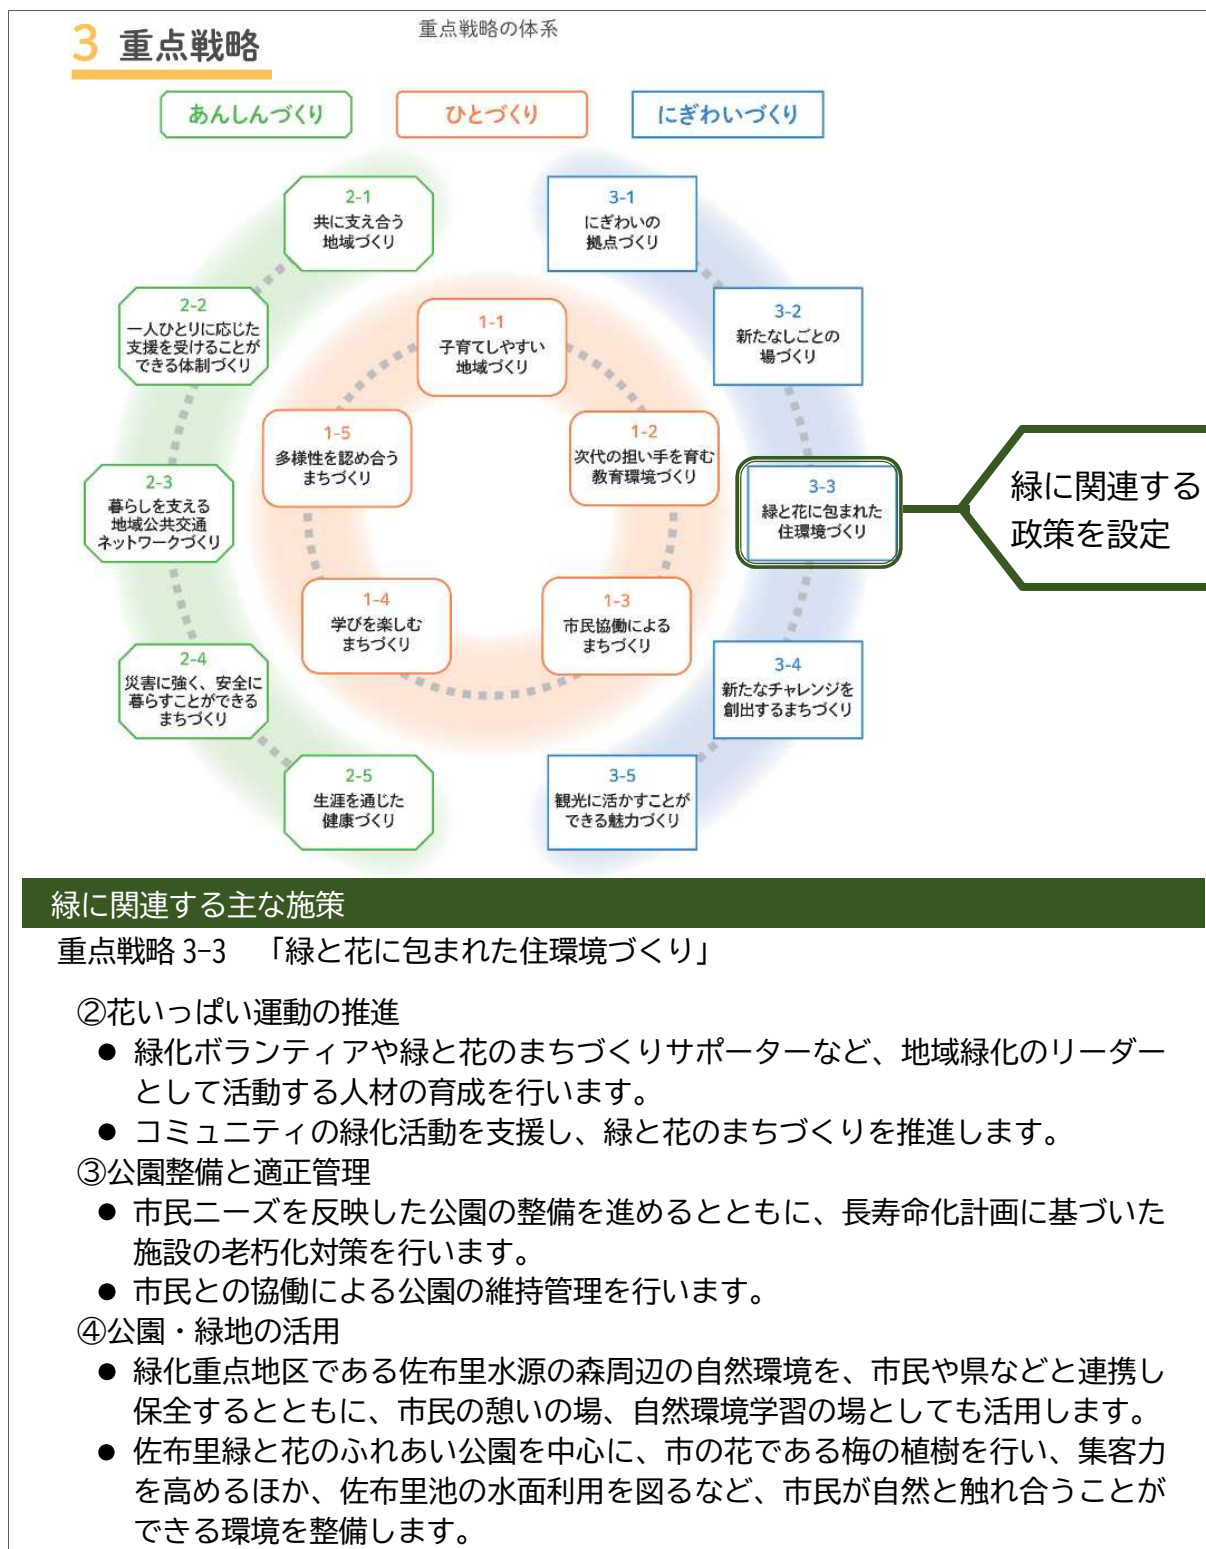 3 重点戦略
重点戦略の体系
あんしんづくり
ひとづくり
にぎわいづくり
2-1
共に支え合う
地域づくり
3-1
にぎわいの
拠点づくり
2-2
一人ひとりに応じた
支援を受けることが
できる体制づくり
1-1
子育てしやすい
地域づくり
3-2
新たなしごとの
場づくり
1-5
多様性を認め合う
まちづくり
1-2
次代の担い手を育む
教育環境づくり
2-3
暮らしを支える
地域公共交通
ネットワークづくり
3-3
緑と花に包まれた
住環境づくり
緑に関連する
政策を設定
1-4
学びを楽しむ
まちづくり
1-3
市民協働による
まちづくり
2-4
災害に強く、安全に
暮らすことができる
まちづくり
3-4
新たなチャレンジを
創出するまちづくり
2-5
生涯を通じた
健康づくり
3-5
観光に活かすことが
できる魅力づくり
緑に関連する主な施策
重点戦略 3-3 「緑と花に包まれた住環境づくり」
②花いっぱい運動の推進
● 緑化ボランティアや緑と花のまちづくりサポーターなど、地域緑化のリーダー
として活動する人材の育成を行います。
● コミュニティの緑化活動を支援し、緑と花のまちづくりを推進します。
③公園整備と適正管理
● 市民ニーズを反映した公園の整備を進めるとともに、長寿命化計画に基づいた
施設の老朽化対策を行います。
● 市民との協働による公園の維持管理を行います。
④公園・緑地の活用
● 緑化重点地区である佐布里水源の森周辺の自然環境を、市民や県などと連携し
保全するとともに、市民の憩いの場、自然環境学習の場としても活用します。
● 佐布里緑と花のふれあい公園を中心に、市の花である梅の植樹を行い、集客力
を高めるほか、佐布里池の水面利用を図るなど、市民が自然と触れ合うことが
できる環境を整備します。